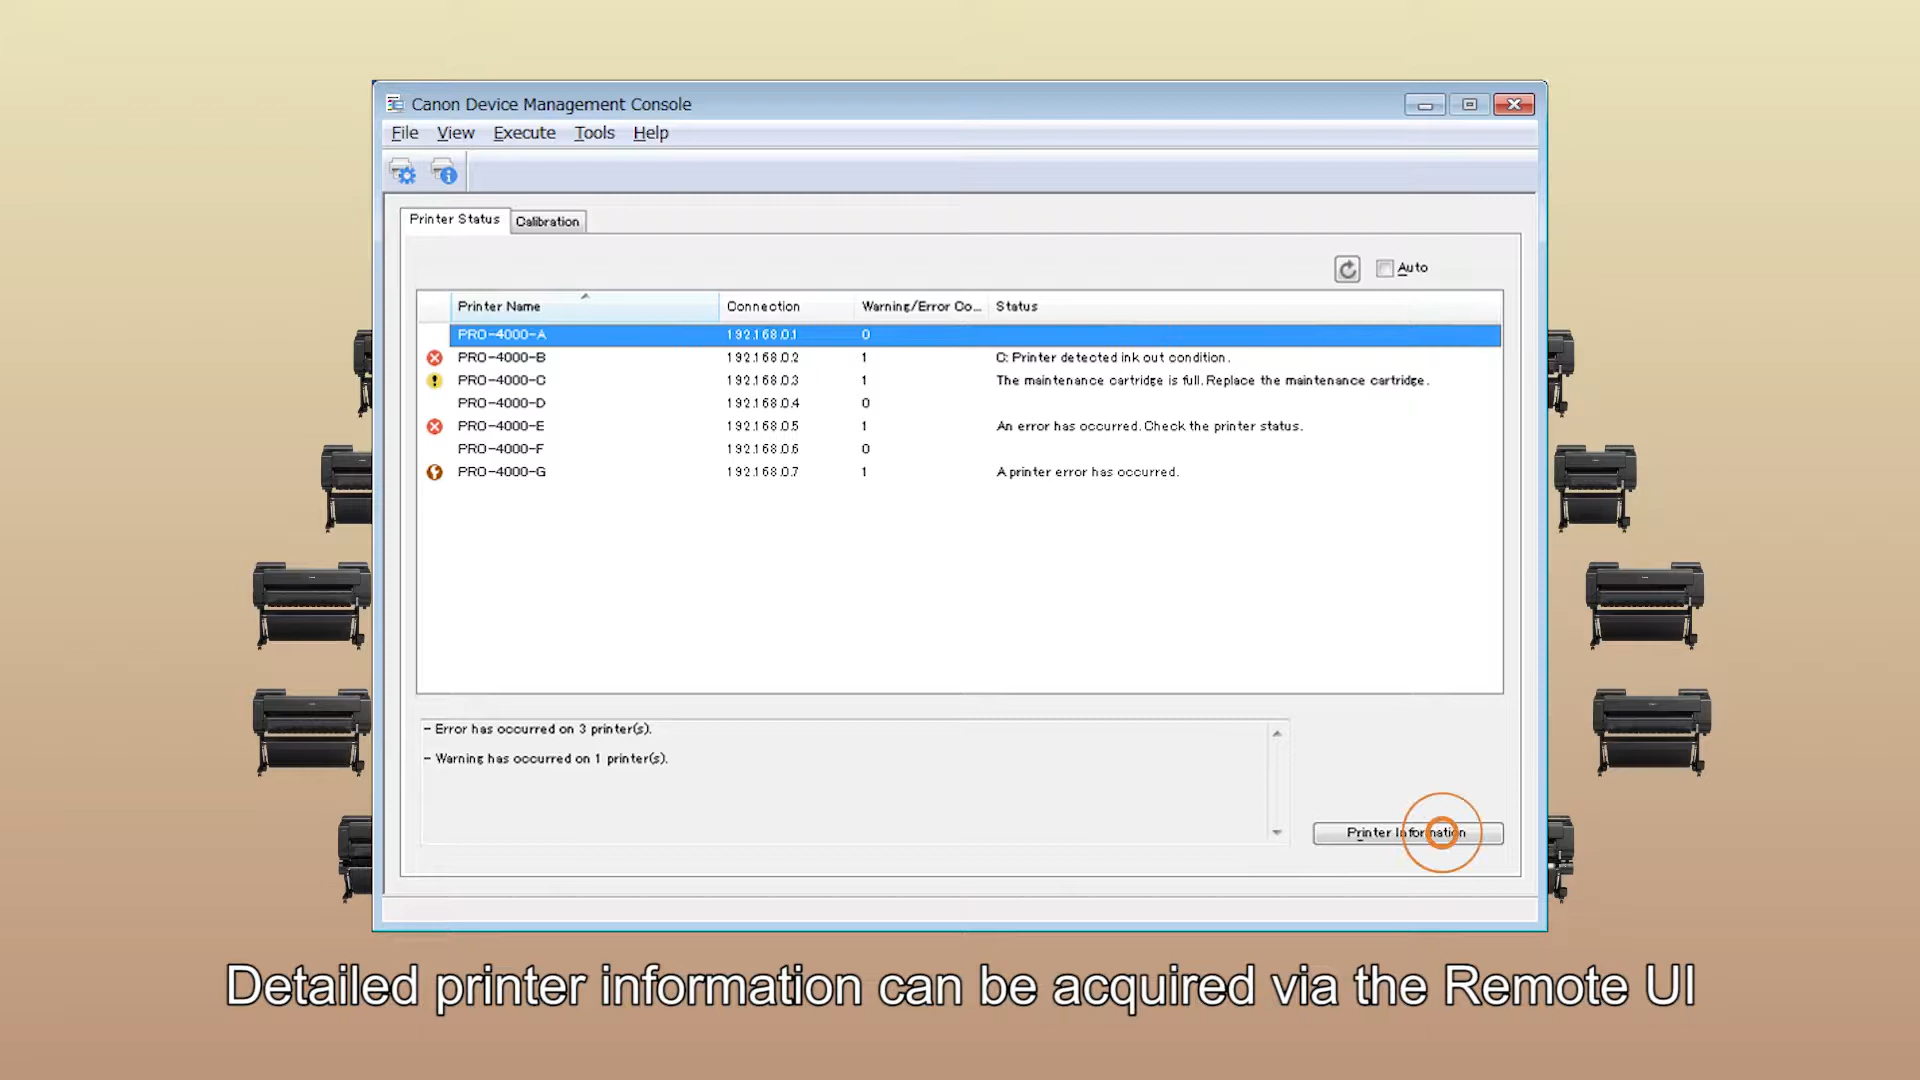 Canon Device Management Console
File View Execute Tools Help
Printer Status Calibration
Auto
Printer Name Connection Warning/Error Co... Status
PRO-4000-A 192.168.0.1 0
PRO-4000-B 192.168.0.2 1 C: Printer detected ink out condition.
PRO-4000-C 192.168.0.3 1 The maintenance cartridge is full. Replace the maintenance cartridge.
PRO-4000-D 192.168.0.4 0
PRO-4000-E 192.168.0.5 1 An error has occurred. Check the printer status.
PRO-4000-F 192.168.0.6 0
PRO-4000-G 192.168.0.7 1 A printer error has occurred.
- Error has occurred on 3 printer(s).
- Warning has occurred on 1 printer(s).
Printer Information
Detailed printer information can be acquired via the Remote UI